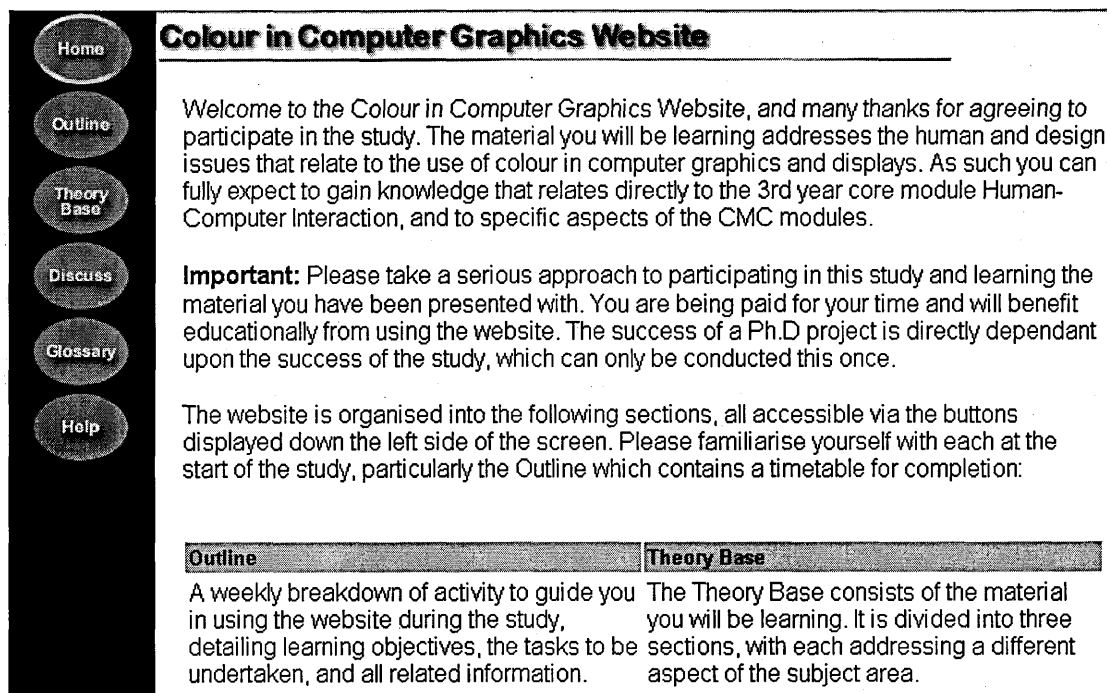 Home
Outline
Theory
Base
Discuss
Glossary
Help
Colour in Computer Graphics Website
Welcome to the Colour in Computer Graphics Website, and many thanks for agreeing to
participate in the study. The material you will be learning addresses the human and design
issues that relate to the use of colour in computer graphics and displays. As such you can
fully expect to gain knowledge that relates directly to the 3rd year core module Human-
Computer Interaction, and to specific aspects of the CMC modules.
Important: Please take a serious approach to participating in this study and learning the
material you have been presented with. You are being paid for your time and will benefit
educationally from using the website. The success of a Ph.D project is directly dependant
upon the success of the study, which can only be conducted this once.
The website is organised into the following sections, all accessible via the buttons
displayed down the left side of the screen. Please familiarise yourself with each at the
start of the study, particularly the Outline which contains a timetable for completion:
Outline
A weekly breakdown of activity to guide you
in using the website during the study,
detailing learning objectives, the tasks to be
undertaken, and all related information.
Theory Base
The Theory Base consists of the material
you will be learning. It is divided into three
sections, with each addressing a different
aspect of the subject area.